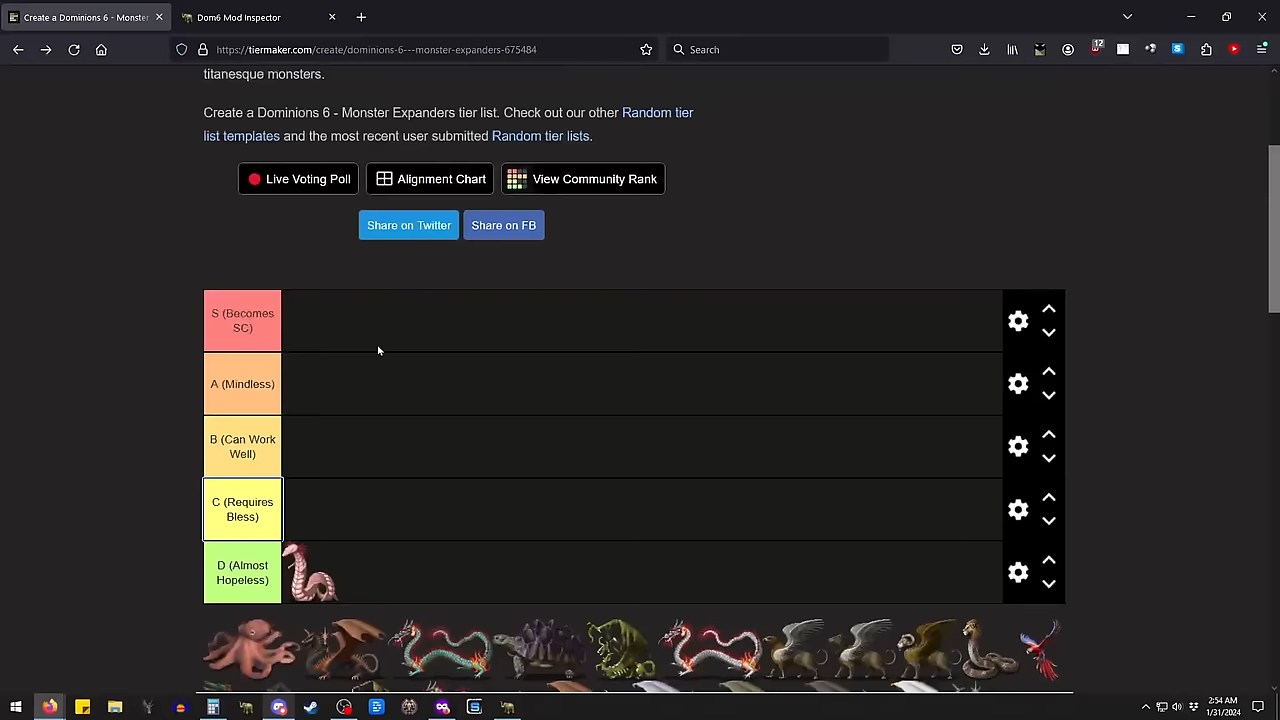 Create a Dominions 6 - Monster
Dom6 Mod Inspector
https://tiermaker.com/create/dominions-6---monster-expanders-675484
Search
12
titanesque monsters.
Create a Dominions 6 - Monster Expanders tier list. Check out our other Random tier
list templates and the most recent user submitted Random tier lists.
Live Voting Poll
Alignment Chart
View Community Rank
Share on Twitter
Share on FB
S (Becomes
SC)
A (Mindless)
B (Can Work
Well)
C (Requires
Bless)
D (Almost
Hopeless)
2:54 AM
1/31/2024